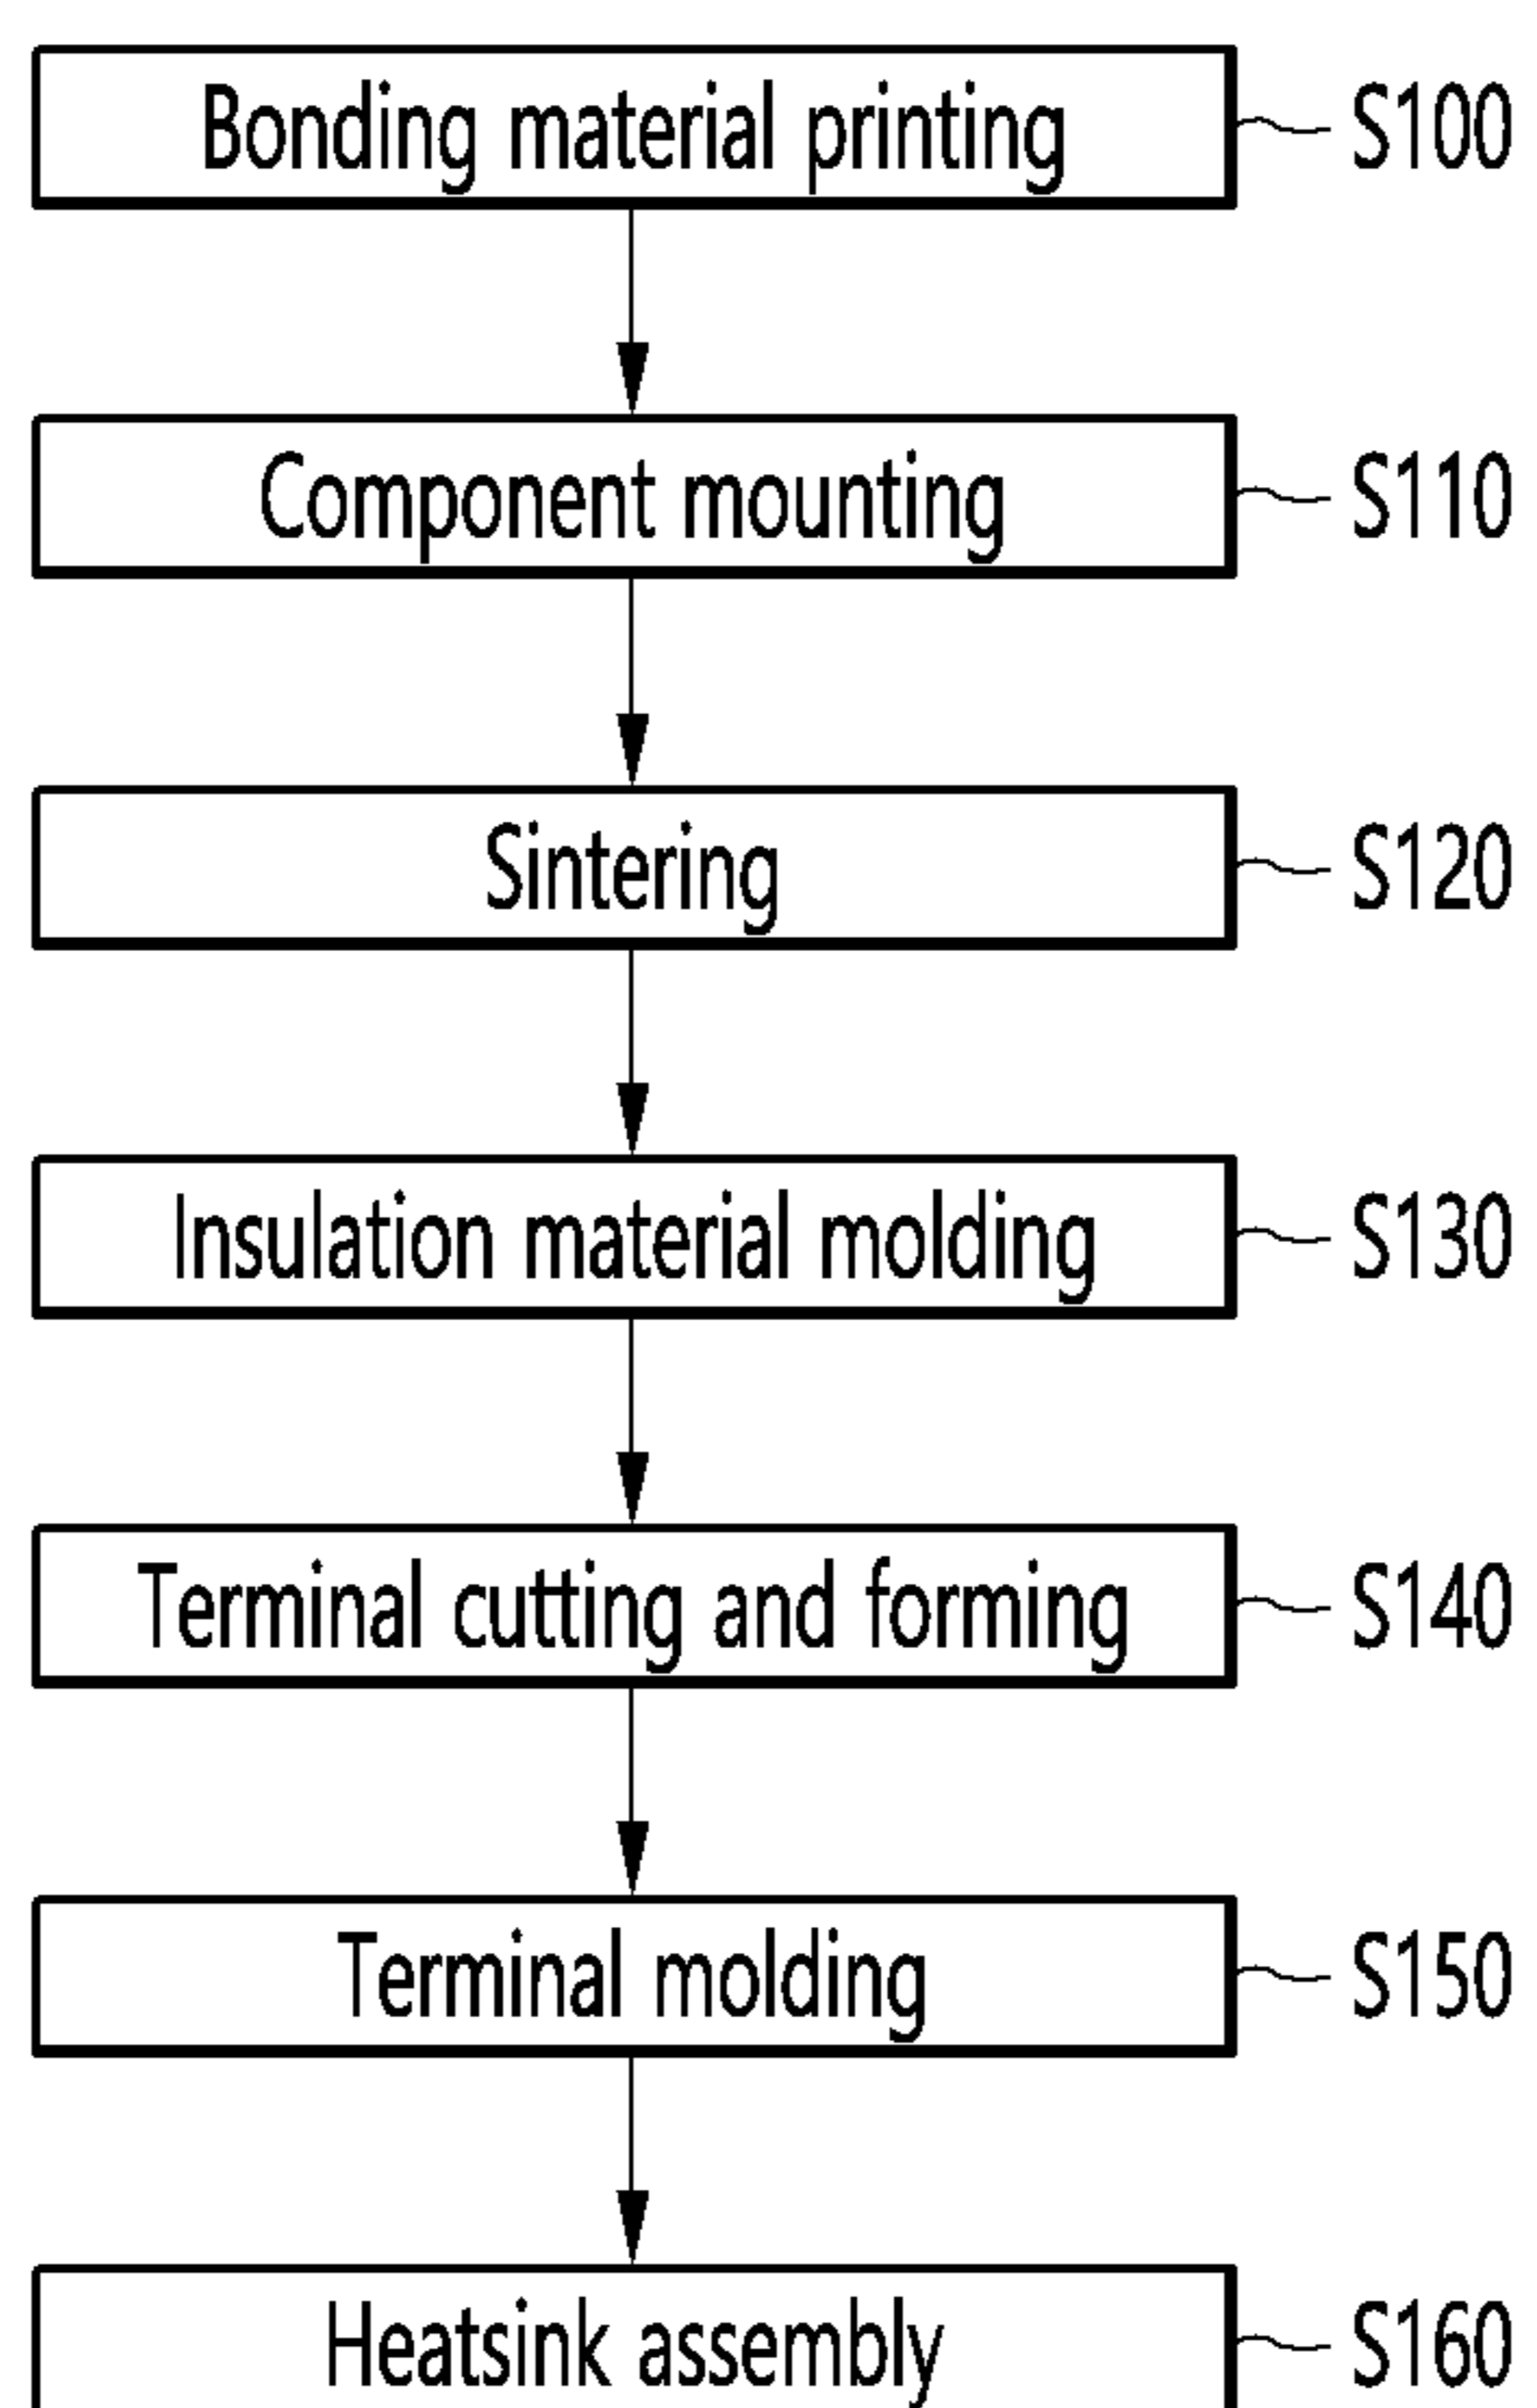 Bonding material printing S100
Component mounting S110
Sintering S120
Insulation material molding S130
Terminal cutting and forming S140
Terminal molding S150
Heatsink assembly S160